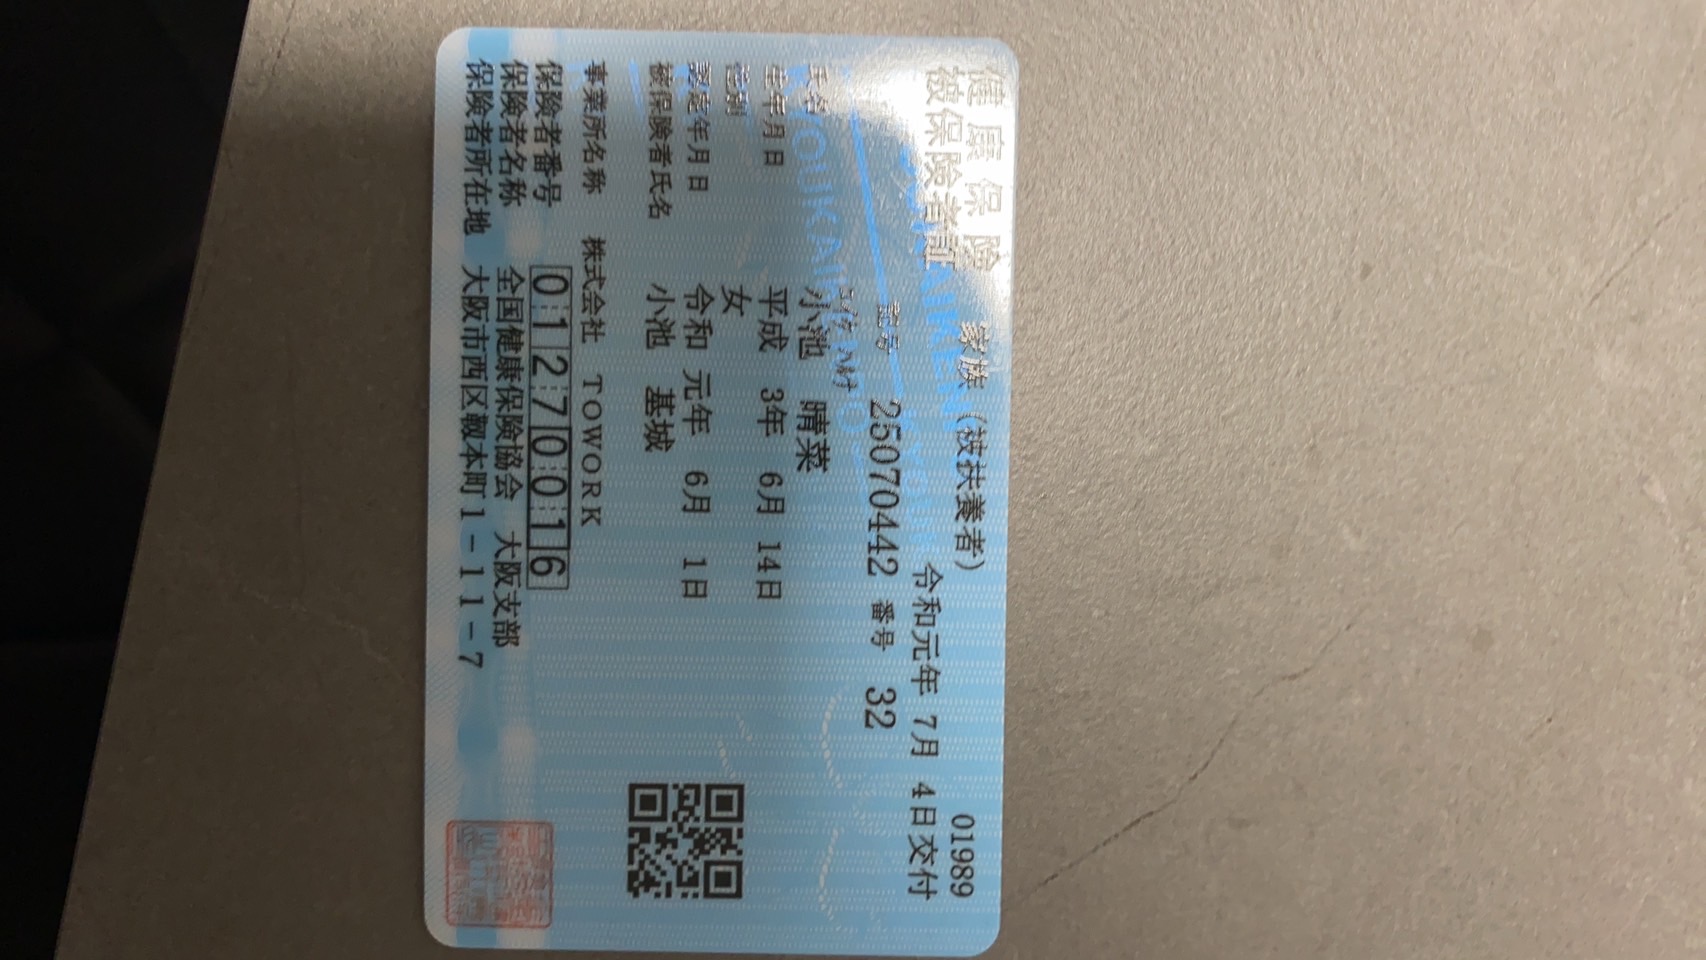 健康保険
被保険者証
家族（被扶養者）
01989
令和元年 7月 4日交付
記号 25070442 番号 32
氏名 小池 晴菜
生年月日 平成 3年 6月 14日
性別 女
認定年月日 令和 元年 6月 1日
被保険者氏名 小池 基城
事業所名称 株式会社 TOWORK
保険者番号 01270016
保険者名称 全国健康保険協会 大阪支部
保険者所在地 大阪市西区靱本町1-11-7